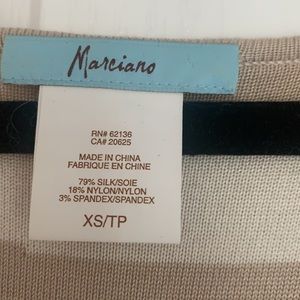 Marciano
RN# 62136
CA# 20625
MADE IN CHINA
FABRIQUE EN CHINE
79% SILK/SOIE
18% NYLON/NYLON
3% SPANDEX/SPANDEX
XS/TP